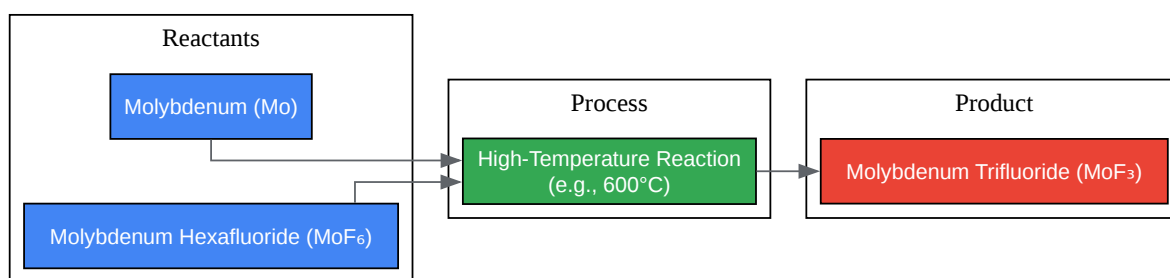 Reactants
Molybdenum (Mo)
Molybdenum Hexafluoride (MoF₆)
Process
High-Temperature Reaction
(e.g., 600°C)
Product
Molybdenum Trifluoride (MoF₃)